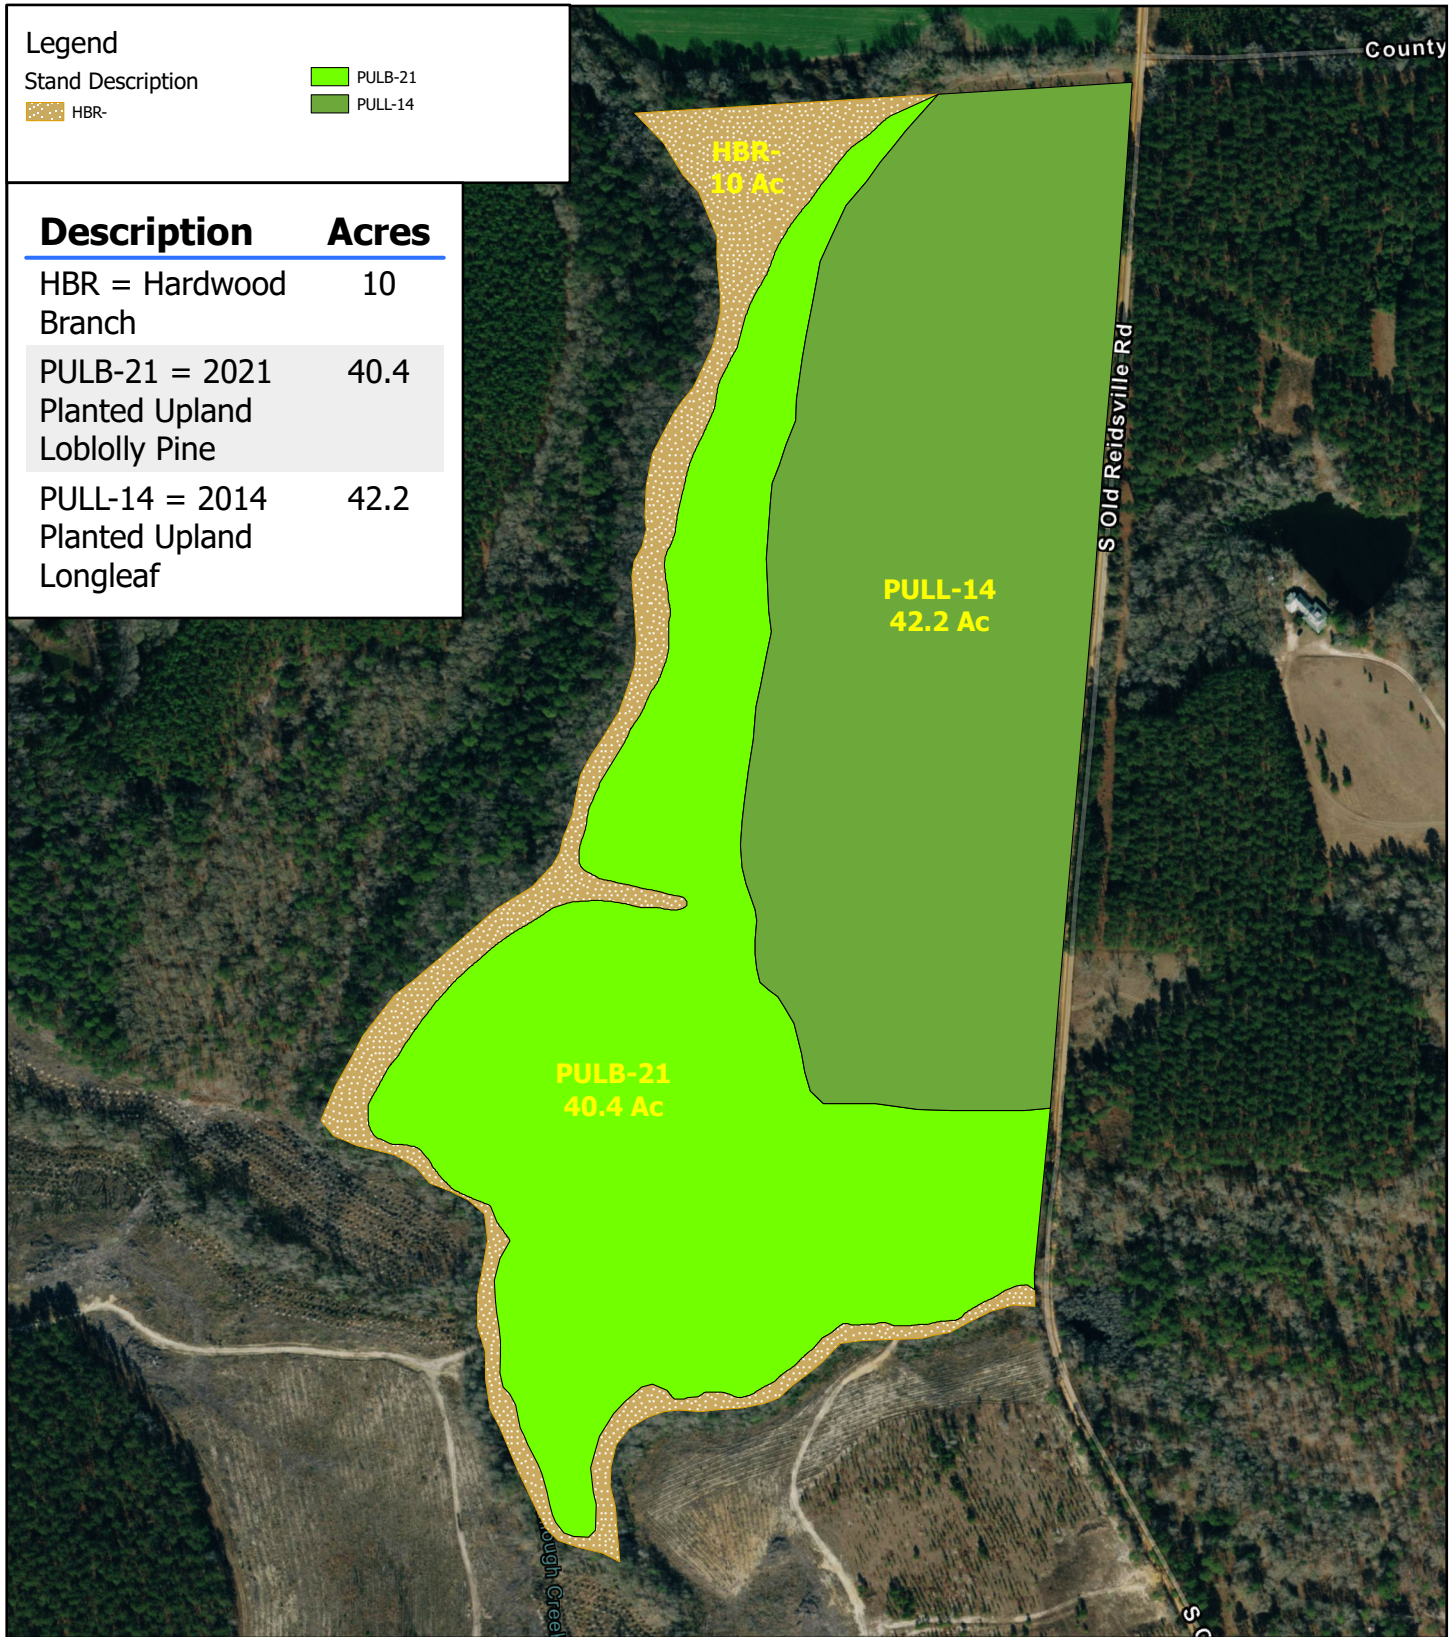 Legend
Stand Description
HBR-
PULB-21
PULL-14
Description Acres
HBR = Hardwood 10
Branch
PULB-21 = 2021 40.4
Planted Upland
Loblolly Pine
PULL-14 = 2014 42.2
Planted Upland
Longleaf
County
HBR-
10 Ac
S Old Reidsville Rd
PULL-14
42.2 Ac
PULB-21
40.4 Ac
S